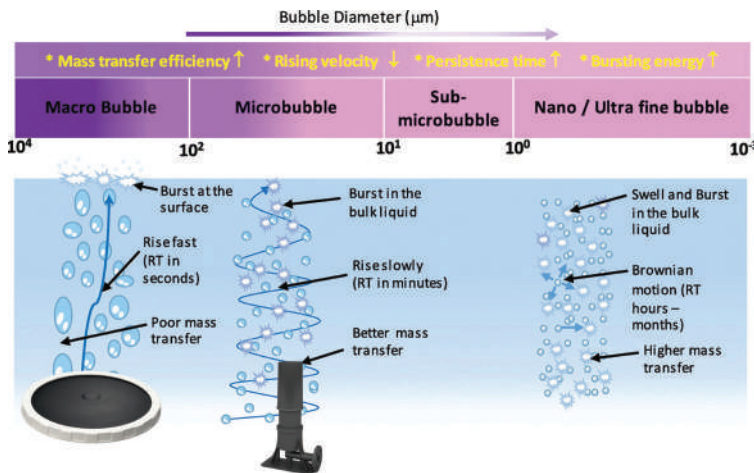 Bubble Diameter (μm)
* Mass transfer efficiency ↑ * Rising velocity ↓ * Persistence time ↑ * Bursting energy ↑
Macro Bubble
Microbubble
Sub-
microbubble
Nano / Ultra fine bubble
10⁴ 10² 10¹ 10⁰ 10⁻³
Burst at the
surface
Rise fast
(RT in
seconds)
Poor mass
transfer
Burst in the
bulk liquid
Rise slowly
(RT in minutes)
Better mass
transfer
Swell and Burst
in the bulk
liquid
Brownian
motion (RT
hours –
months)
Higher mass
transfer